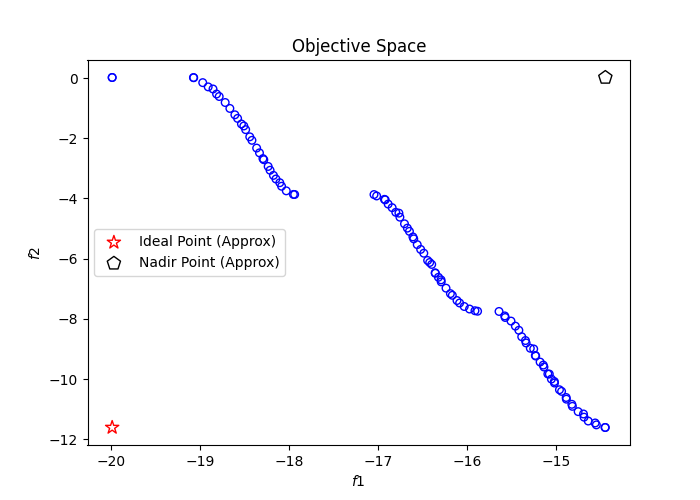 Objective Space
0
−2
−4
−6
−8
−10
−12
f2
Ideal Point (Approx)
Nadir Point (Approx)
−20
−19
−18
−17
−16
−15
f1